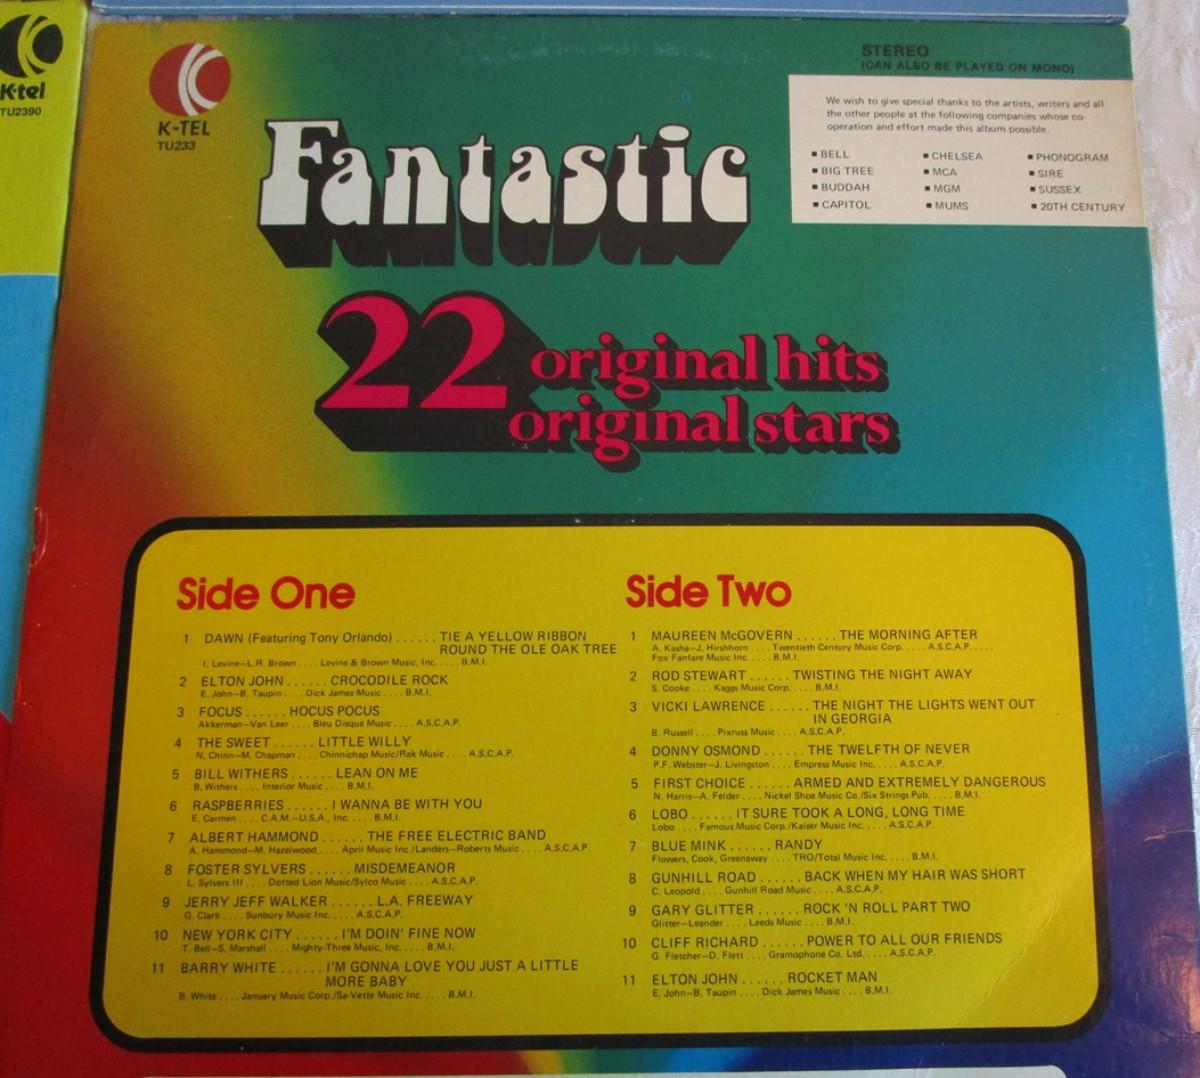 K-tel
TU2390
K-TEL
TU233
STEREO
(CAN ALSO BE PLAYED ON MONO)
We wish to give special thanks to the artists, writers and all
the other people at the following companies whose co-
operation and effort made this album possible.
■ BELL ■ CHELSEA ■ PHONOGRAM
■ BIG TREE ■ MCA ■ SIRE
■ BUDDAH ■ MGM ■ SUSSEX
■ CAPITOL ■ MUMS ■ 20TH CENTURY
Fantastic
22 original hits
original stars
Side One
1 DAWN (Featuring Tony Orlando) ...... TIE A YELLOW RIBBON
ROUND THE OLE OAK TREE
I. Levine—L.R. Brown .... Levine & Brown Music, Inc. .... B.M.I.
2 ELTON JOHN ...... CROCODILE ROCK
E. John—B. Taupin .... Dick James Music .... B.M.I.
3 FOCUS ...... HOCUS POCUS
Akkerman—Van Leer .... Bleu Disque Music .... A.S.C.A.P.
4 THE SWEET ...... LITTLE WILLY
N. Chinn—M. Chapman .... Chinnichap Music/Rak Music .... A.S.C.A.P.
5 BILL WITHERS ...... LEAN ON ME
B. Withers .... Interior Music .... B.M.I.
6 RASPBERRIES ...... I WANNA BE WITH YOU
E. Carmen .... C.A.M.—U.S.A., Inc. .... B.M.I.
7 ALBERT HAMMOND ...... THE FREE ELECTRIC BAND
A. Hammond—M. Hazelwood .... April Music Inc./Landers—Roberts Music .... A.S.C.A.P.
8 FOSTER SYLVERS ...... MISDEMEANOR
L. Sylvers III .... Dotted Lion Music/Sylco Music .... A.S.C.A.P.
9 JERRY JEFF WALKER ...... L.A. FREEWAY
G. Clark .... Sunbury Music Inc. .... A.S.C.A.P.
10 NEW YORK CITY ...... I'M DOIN' FINE NOW
T. Bell—S. Marshall .... Mighty-Three Music, Inc. .... B.M.I.
11 BARRY WHITE ...... I'M GONNA LOVE YOU JUST A LITTLE
MORE BABY
B. White .... January Music Corp./Sa-Vette Music Inc. .... B.M.I.
Side Two
1 MAUREEN McGOVERN ...... THE MORNING AFTER
A. Kasha—J. Hirshhorn .... Twentieth Century Music Corp. .... A.S.C.A.P. ....
Fox Fanfare Music Inc. .... B.M.I.
2 ROD STEWART ...... TWISTING THE NIGHT AWAY
S. Cooke .... Kaggs Music Corp. .... B.M.I.
3 VICKI LAWRENCE ...... THE NIGHT THE LIGHTS WENT OUT
IN GEORGIA
B. Russell .... Pixruss Music .... A.S.C.A.P.
4 DONNY OSMOND ...... THE TWELFTH OF NEVER
P.F. Webster—J. Livingston .... Empress Music Inc. .... A.S.C.A.P.
5 FIRST CHOICE ...... ARMED AND EXTREMELY DANGEROUS
N. Harris—A. Felder .... Nickel Shoe Music Co./Six Strings Pub. .... B.M.I.
6 LOBO ...... IT SURE TOOK A LONG, LONG TIME
Lobo .... Famous Music Corp./Kaiser Music Inc. .... A.S.C.A.P.
7 BLUE MINK ...... RANDY
Flowers, Cook, Greenaway .... TRO/Total Music Inc. .... B.M.I.
8 GUNHILL ROAD ...... BACK WHEN MY HAIR WAS SHORT
C. Leopold .... Gunhill Road Music .... A.S.C.A.P.
9 GARY GLITTER ...... ROCK 'N ROLL PART TWO
Glitter—Leander .... Leeds Music .... B.M.I.
10 CLIFF RICHARD ...... POWER TO ALL OUR FRIENDS
G. Fletcher—D. Flett .... Gramophone Co. Ltd. .... A.S.C.A.P.
11 ELTON JOHN ...... ROCKET MAN
E. John—B. Taupin .... Dick James Music .... B.M.I.